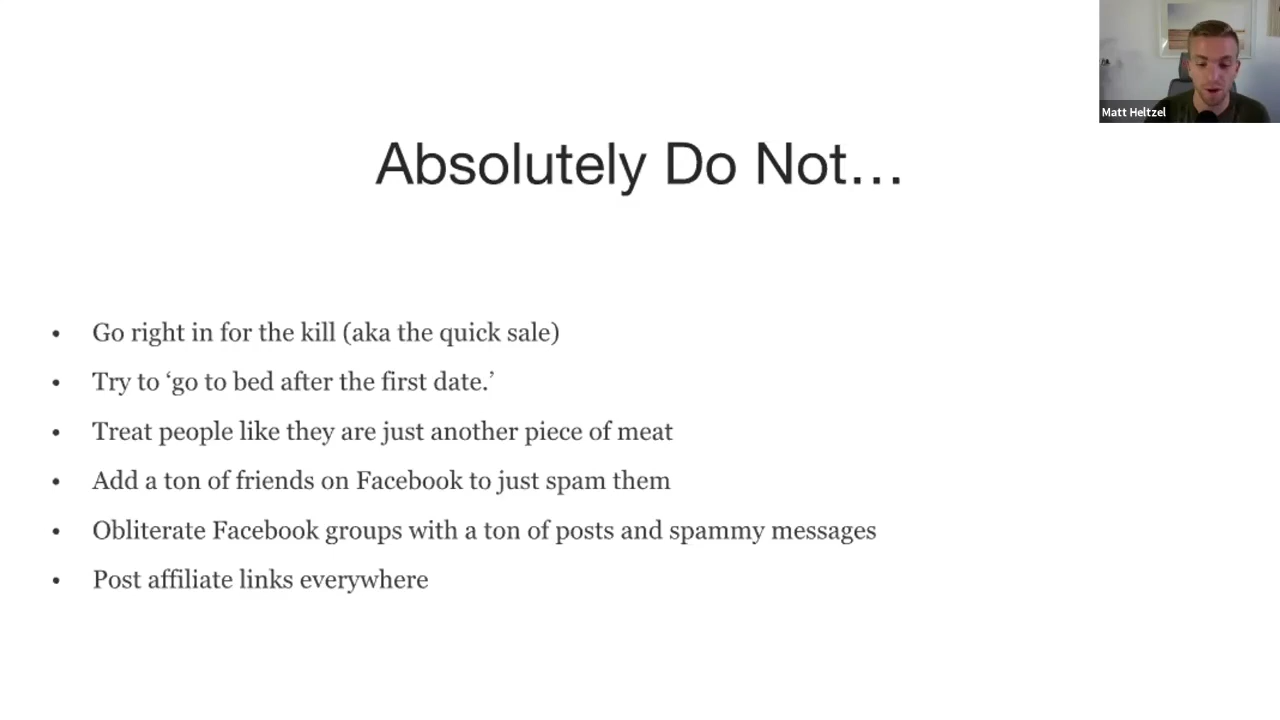 Matt Heltzel
Absolutely Do Not…
• Go right in for the kill (aka the quick sale)
• Try to ‘go to bed after the first date.’
• Treat people like they are just another piece of meat
• Add a ton of friends on Facebook to just spam them
• Obliterate Facebook groups with a ton of posts and spammy messages
• Post affiliate links everywhere